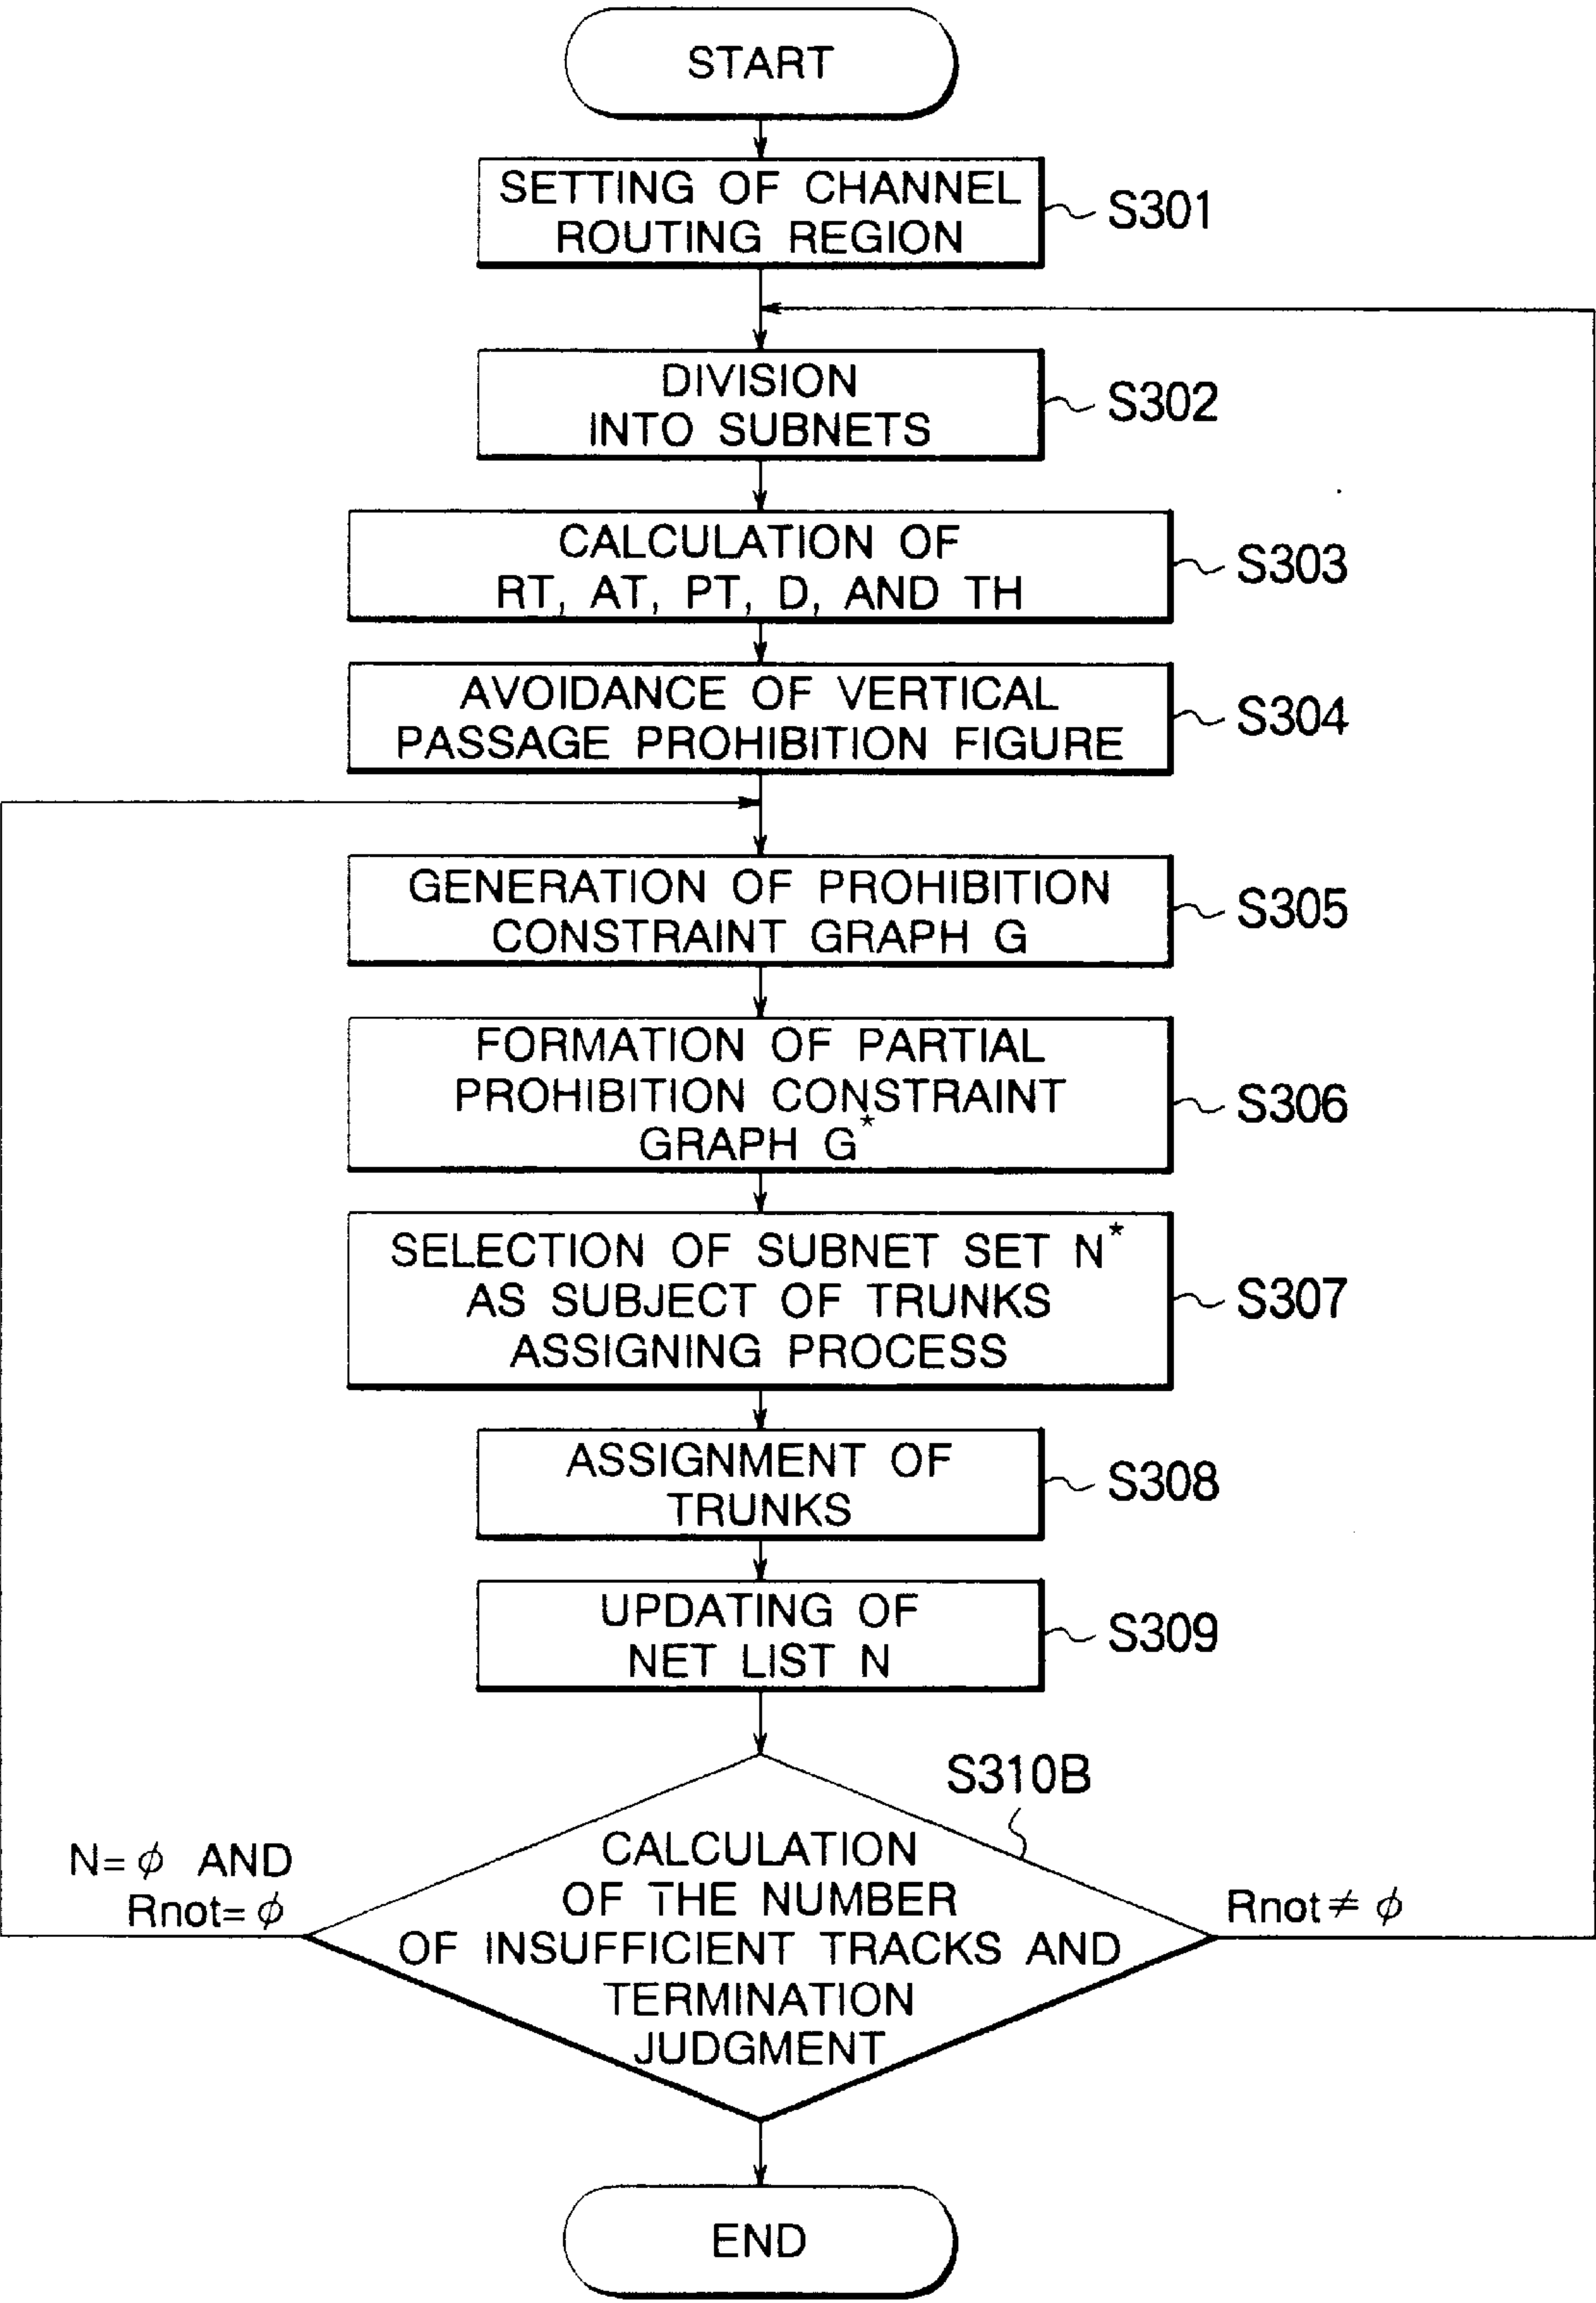 START
SETTING OF CHANNEL
ROUTING REGION
S301
DIVISION
INTO SUBNETS
S302
CALCULATION OF
RT, AT, PT, D, AND TH
S303
AVOIDANCE OF VERTICAL
PASSAGE PROHIBITION FIGURE
S304
GENERATION OF PROHIBITION
CONSTRAINT GRAPH G
S305
FORMATION OF PARTIAL
PROHIBITION CONSTRAINT
GRAPH G*
S306
SELECTION OF SUBNET SET N*
AS SUBJECT OF TRUNKS
ASSIGNING PROCESS
S307
ASSIGNMENT OF
TRUNKS
S308
UPDATING OF
NET LIST N
S309
S310B
CALCULATION
OF THE NUMBER
OF INSUFFICIENT TRACKS AND
TERMINATION
JUDGMENT
N=ϕ AND
Rnot=ϕ
Rnot≠ϕ
END